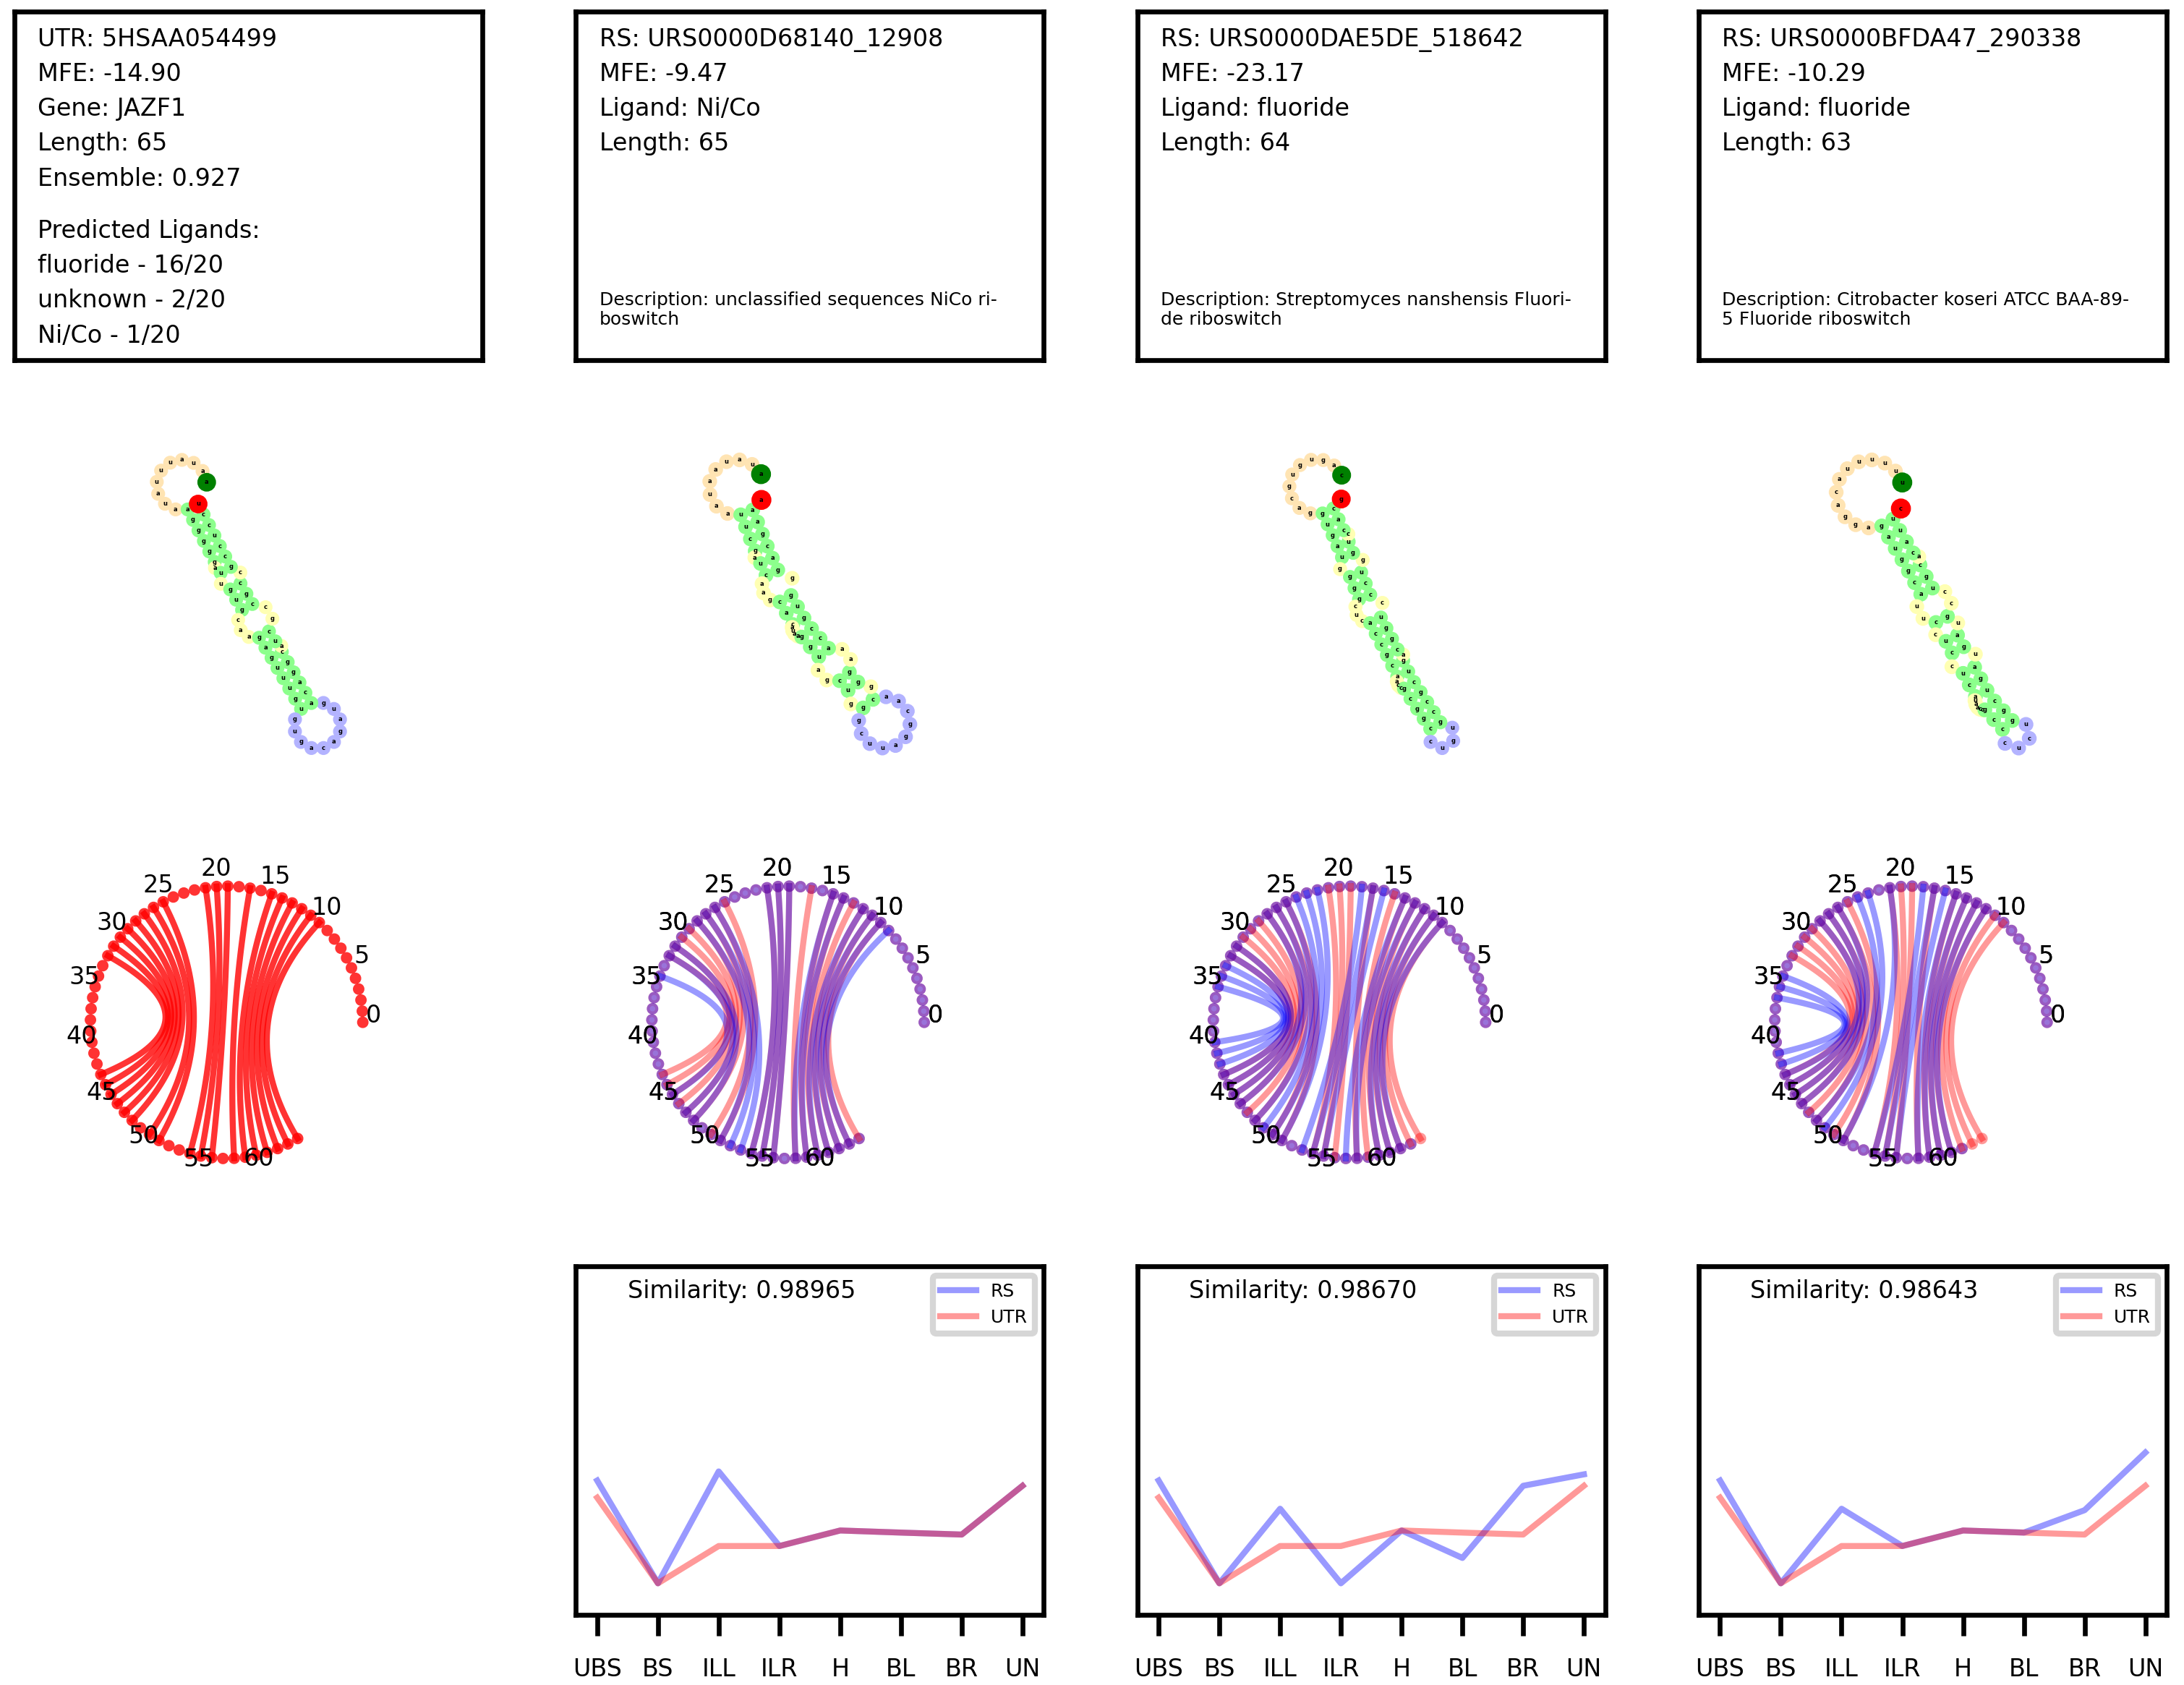 UTR: 5HSAA054499
MFE: -14.90
Gene: JAZF1
Length: 65
Ensemble: 0.927
Predicted Ligands:
fluoride - 16/20
unknown - 2/20
Ni/Co - 1/20
RS: URS0000D68140_12908
MFE: -9.47
Ligand: Ni/Co
Length: 65
Description: unclassified sequences NiCo ri-
boswitch
RS: URS0000DAE5DE_518642
MFE: -23.17
Ligand: fluoride
Length: 64
Description: Streptomyces nanshensis Fluori-
de riboswitch
RS: URS0000BFDA47_290338
MFE: -10.29
Ligand: fluoride
Length: 63
Description: Citrobacter koseri ATCC BAA-89-
5 Fluoride riboswitch
0 5 10 15 20 25 30 35 40 45 50 55 60
0 5 10 15 20 25 30 35 40 45 50 55 60
0 5 10 15 20 25 30 35 40 45 50 55 60
0 5 10 15 20 25 30 35 40 45 50 55 60
Similarity: 0.98965
RS
UTR
UBS BS ILL ILR H BL BR UN
Similarity: 0.98670
RS
UTR
UBS BS ILL ILR H BL BR UN
Similarity: 0.98643
RS
UTR
UBS BS ILL ILR H BL BR UN